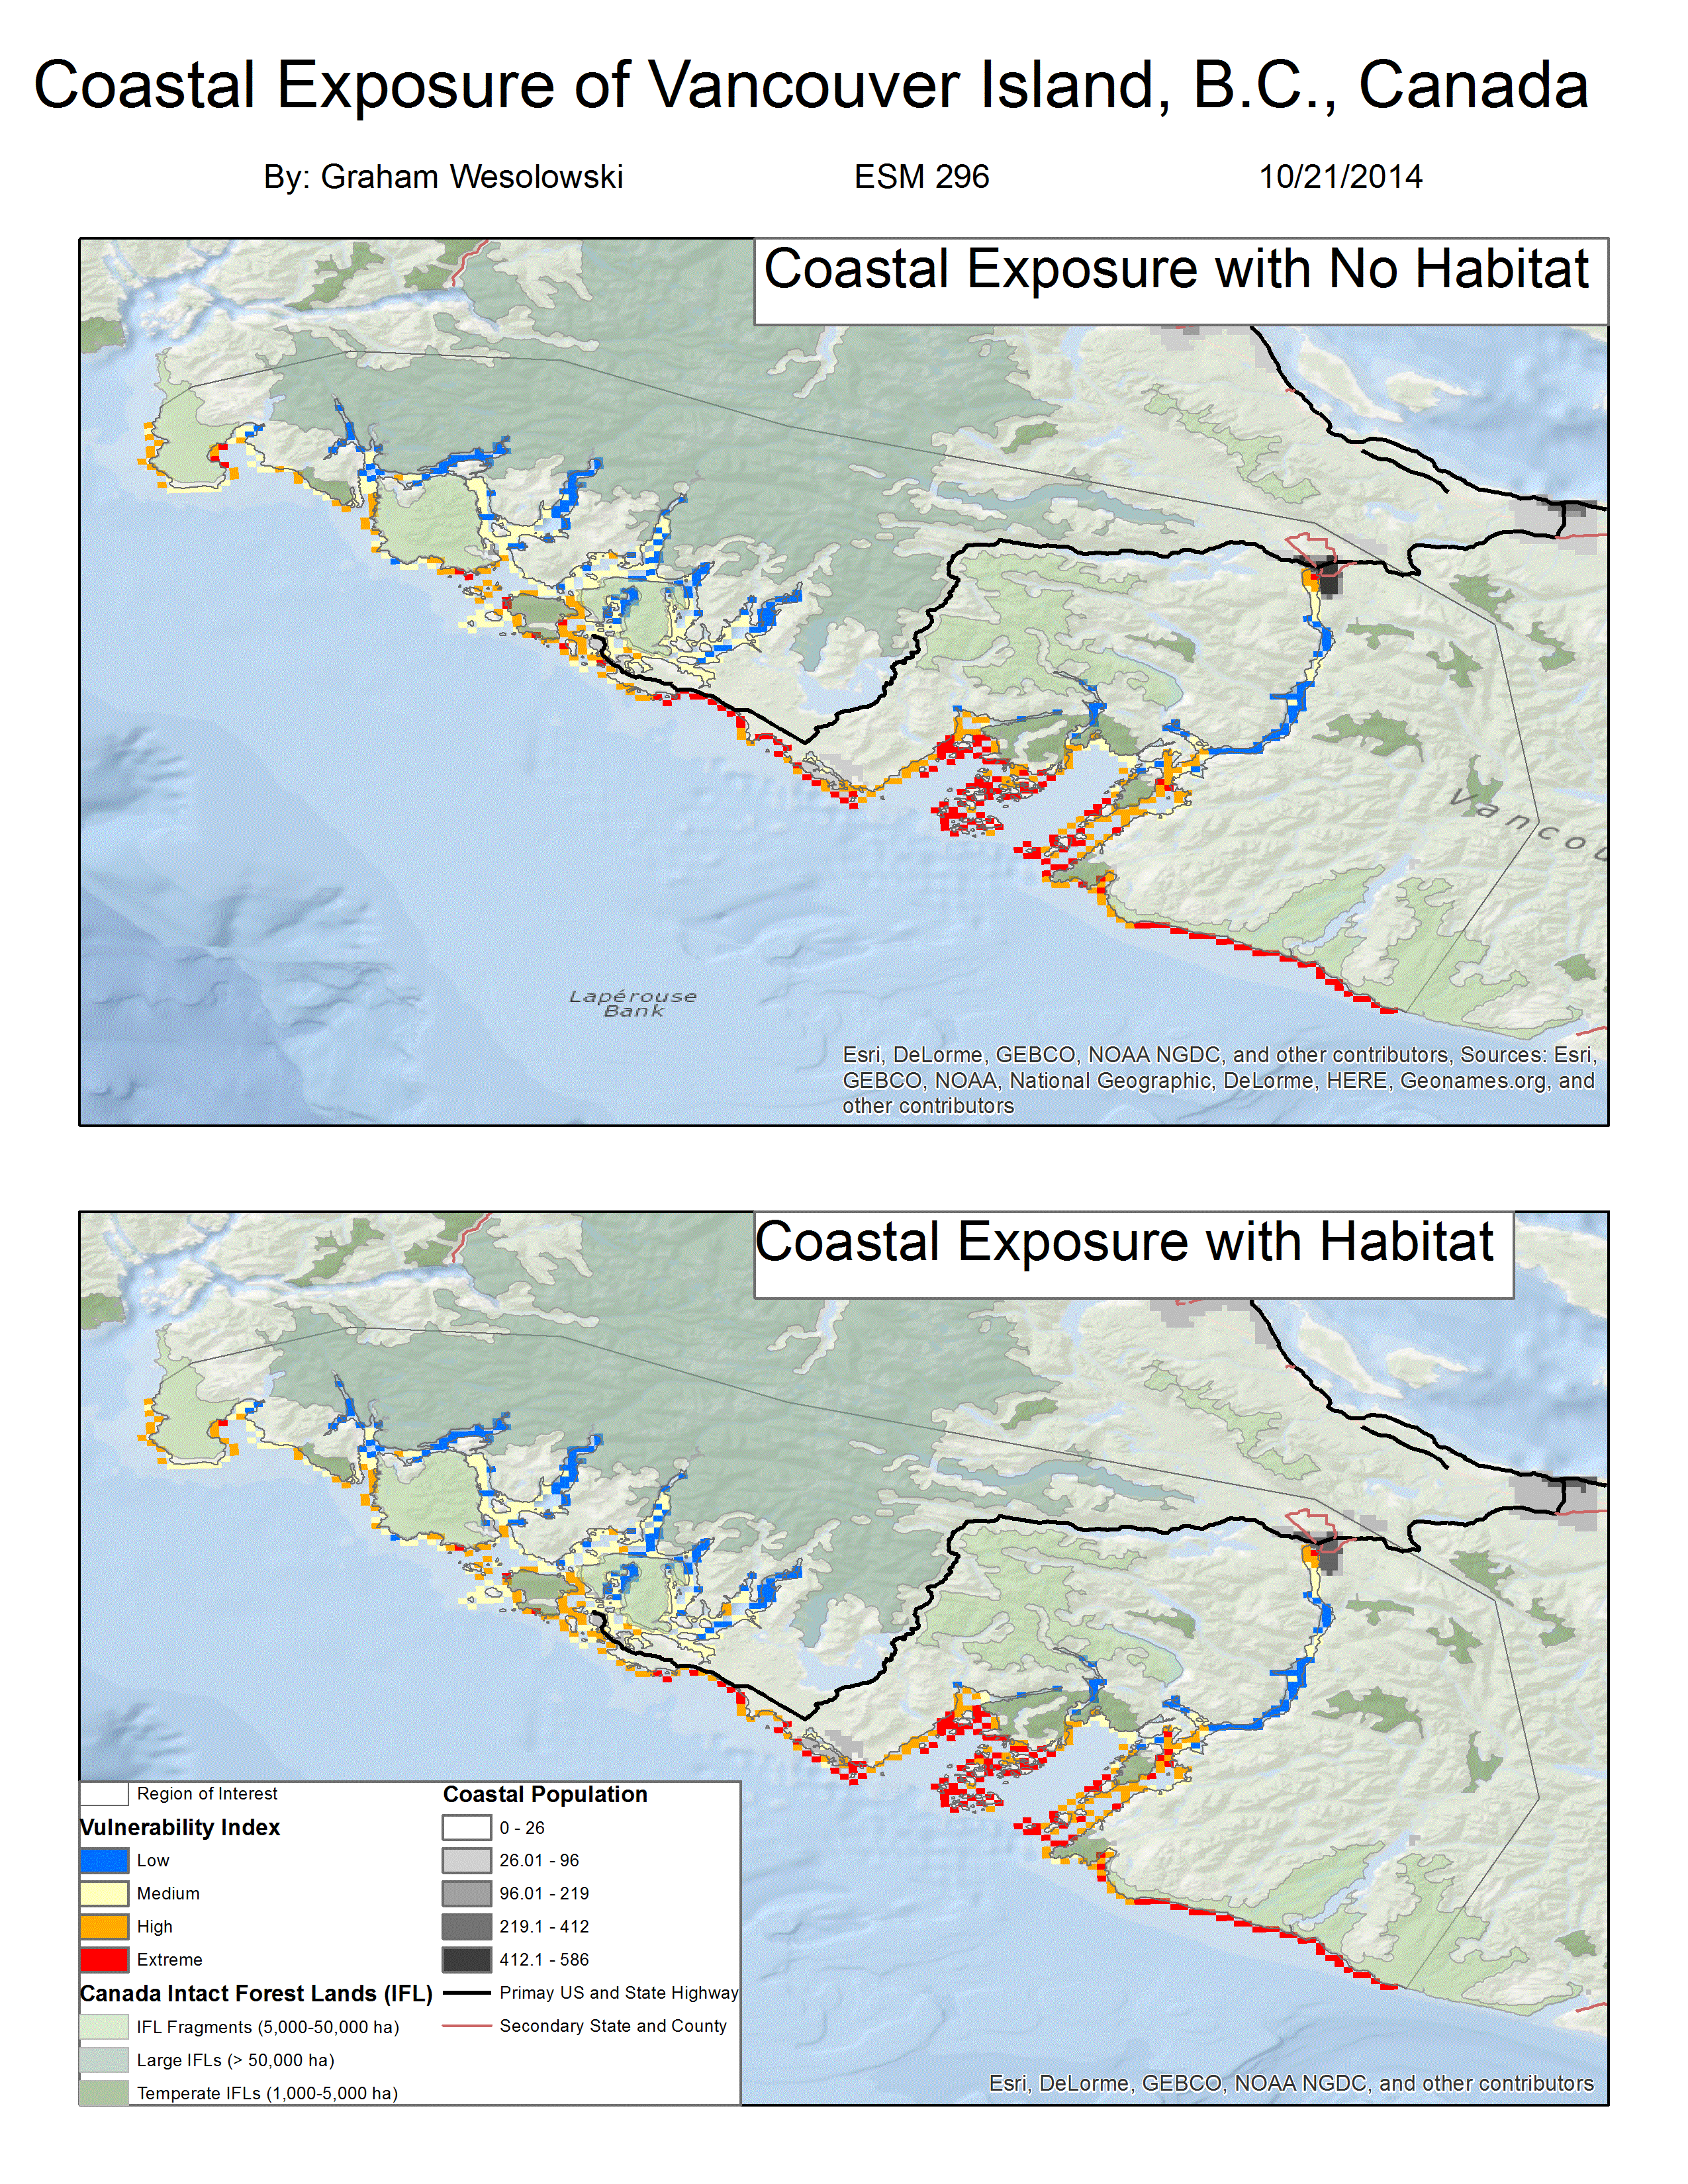 Coastal Exposure of Vancouver Island, B.C., Canada
By: Graham Wesolowski ESM 296 10/21/2014
Coastal Exposure with No Habitat
Vancou
Lapérouse
Bank
Esri, DeLorme, GEBCO, NOAA NGDC, and other contributors, Sources: Esri,
GEBCO, NOAA, National Geographic, DeLorme, HERE, Geonames.org, and
other contributors
Coastal Exposure with Habitat
Region of Interest
Vulnerability Index
Low
Medium
High
Extreme
Canada Intact Forest Lands (IFL)
IFL Fragments (5,000-50,000 ha)
Large IFLs (> 50,000 ha)
Temperate IFLs (1,000-5,000 ha)
Coastal Population
0 - 26
26.01 - 96
96.01 - 219
219.1 - 412
412.1 - 586
Primay US and State Highway
Secondary State and County
Esri, DeLorme, GEBCO, NOAA NGDC, and other contributors